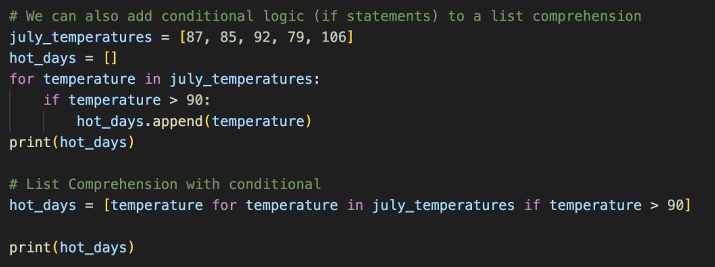 # We can also add conditional logic (if statements) to a list comprehension
july_temperatures = [87, 85, 92, 79, 106]
hot_days = []
for temperature in july_temperatures:
    if temperature > 90:
        hot_days.append(temperature)
print(hot_days)

# List Comprehension with conditional
hot_days = [temperature for temperature in july_temperatures if temperature > 90]

print(hot_days)